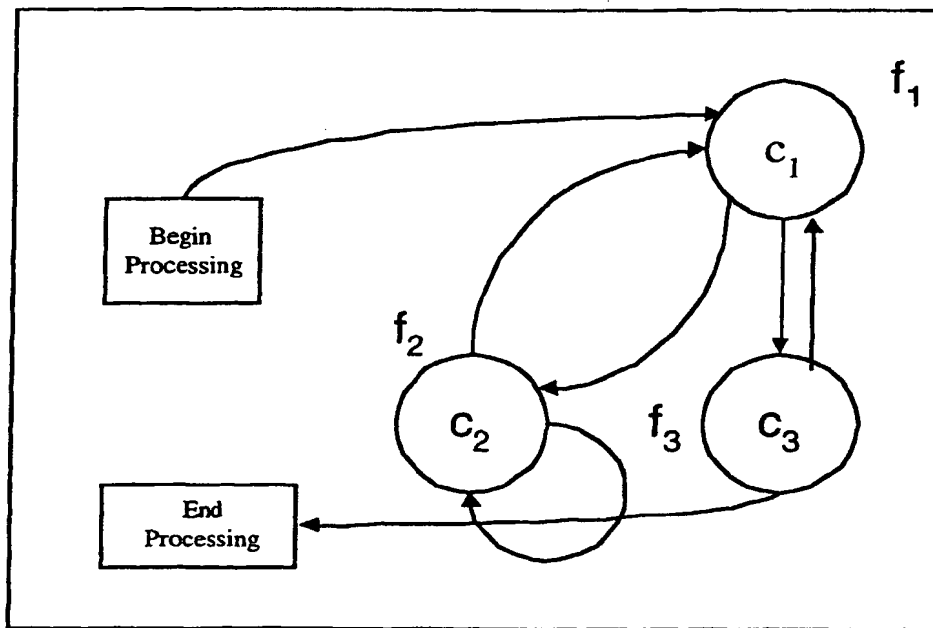 f₁
c₁
Begin
Processing
f₂
c₂
f₃
c₃
End
Processing